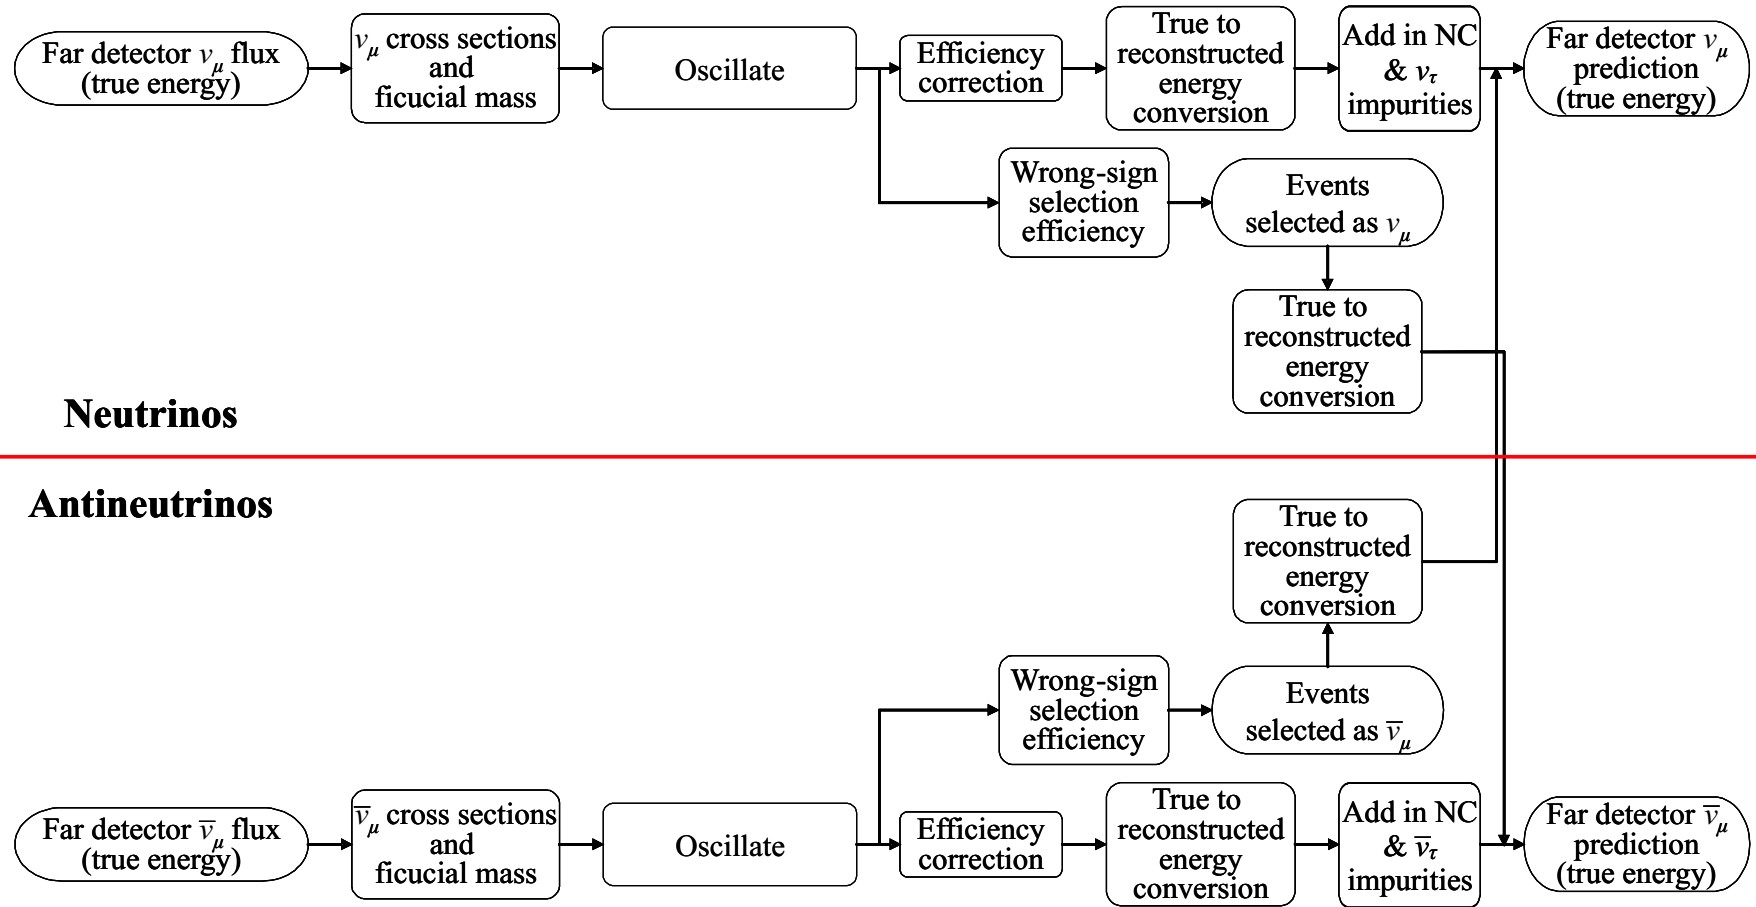 Far detector νμ flux
(true energy)
νμ cross sections
and
ficucial mass
Oscillate
Efficiency
correction
True to
reconstructed
energy
conversion
Add in NC
& ντ
impurities
Far detector νμ
prediction
(true energy)
Wrong-sign
selection
efficiency
Events
selected as νμ
True to
reconstructed
energy
conversion
Neutrinos
Antineutrinos
True to
reconstructed
energy
conversion
Wrong-sign
selection
efficiency
Events
selected as ν̅μ
Far detector ν̅μ flux
(true energy)
ν̅μ cross sections
and
ficucial mass
Oscillate
Efficiency
correction
True to
reconstructed
energy
conversion
Add in NC
& ν̅τ
impurities
Far detector ν̅μ
prediction
(true energy)